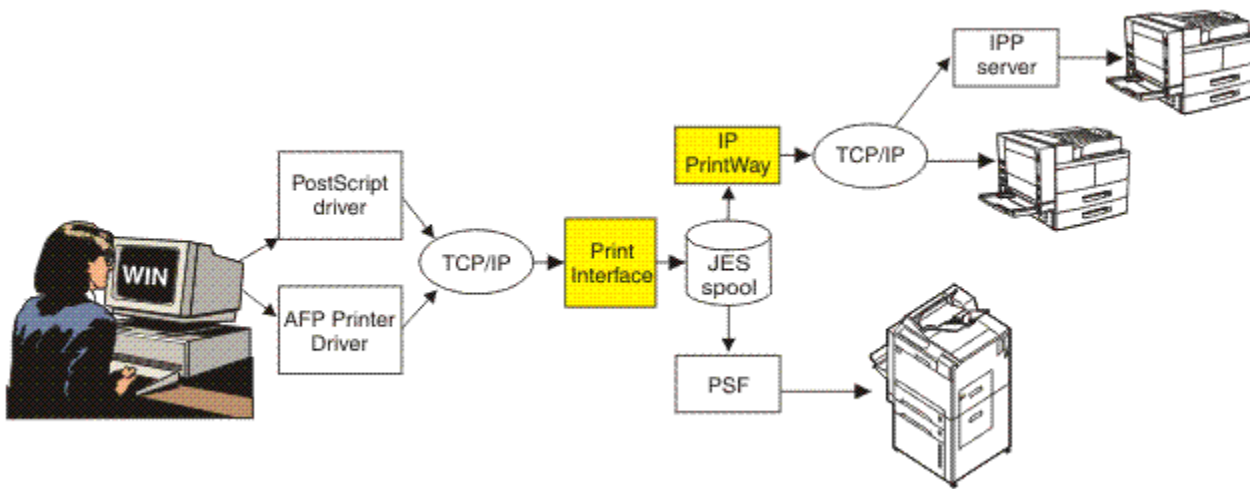 WIN
PostScript
driver
AFP Printer
Driver
TCP/IP
Print
Interface
JES
spool
IP
PrintWay
TCP/IP
IPP
server
PSF